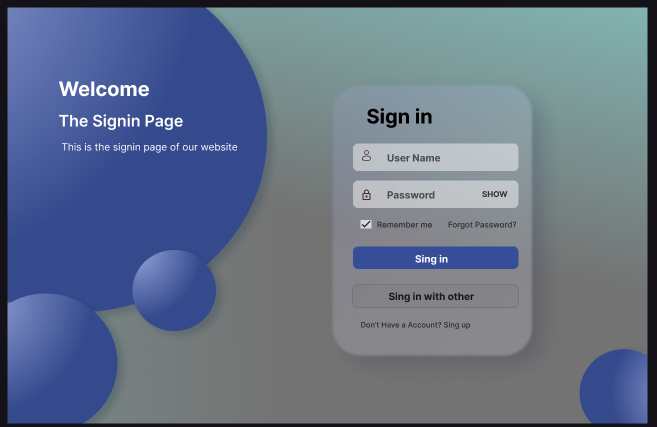 Welcome
The Signin Page
This is the signin page of our website
Sign in
User Name
Password SHOW
Remember me Forgot Password?
Sing in
Sing in with other
Don't Have a Account? Sing up